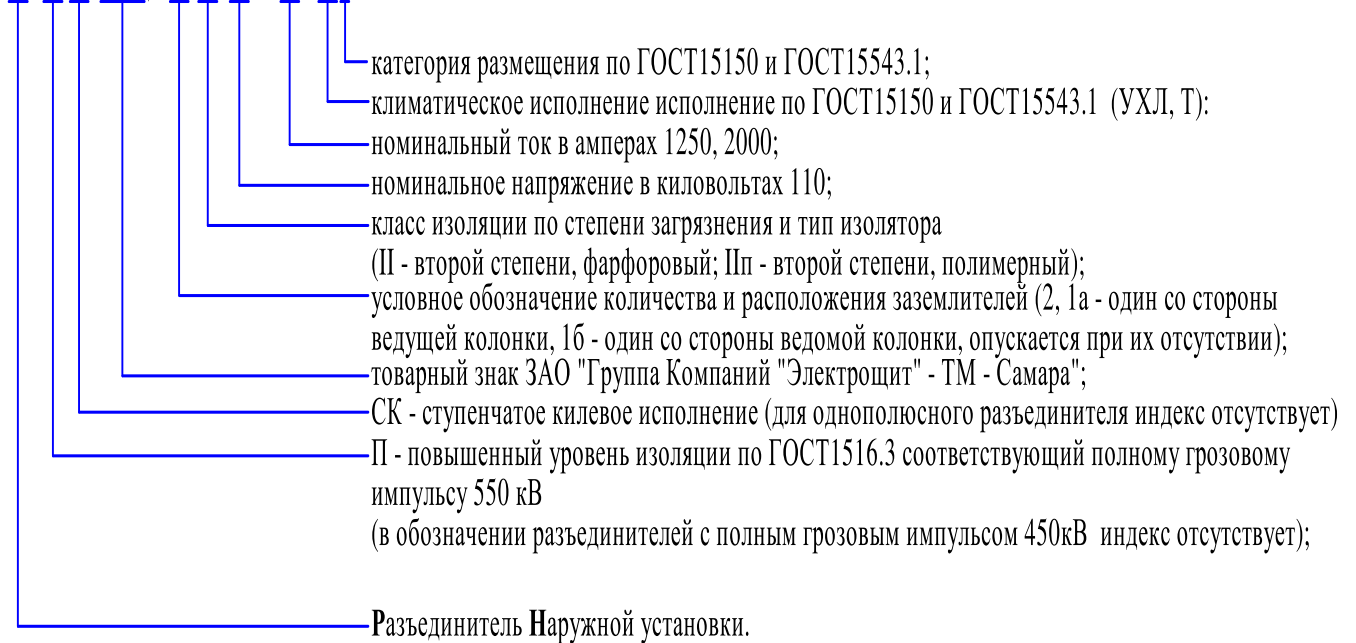 категория размещения по ГОСТ15150 и ГОСТ15543.1;
климатическое исполнение исполнение по ГОСТ15150 и ГОСТ15543.1 (УХЛ, Т):
номинальный ток в амперах 1250, 2000;
номинальное напряжение в киловольтах 110;
класс изоляции по степени загрязнения и тип изолятора
(II - второй степени, фарфоровый; IIп - второй степени, полимерный);
условное обозначение количества и расположения заземлителей (2, 1а - один со стороны
ведущей колонки, 1б - один со стороны ведомой колонки, опускается при их отсутствии);
товарный знак ЗАО "Группа Компаний "Электрощит" - ТМ - Самара";
СК - ступенчатое килевое исполнение (для однополюсного разъединителя индекс отсутствует)
П - повышенный уровень изоляции по ГОСТ1516.3 соответствующий полному грозовому
импульсу 550 кВ
(в обозначении разъединителей с полным грозовым импульсом 450кВ индекс отсутствует);
Разъединитель Наружной установки.